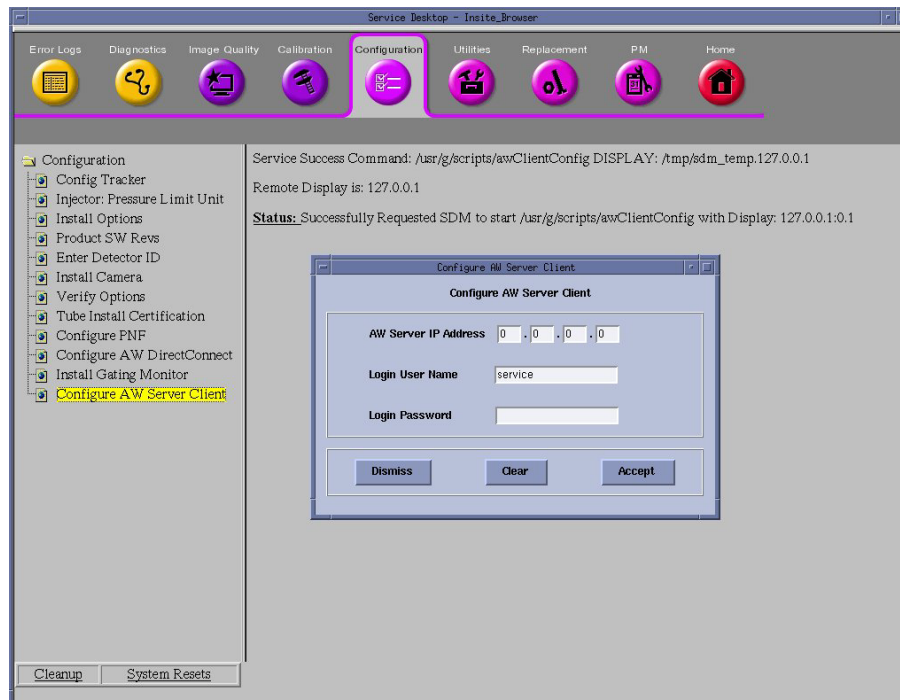 Service Desktop - Insite_Browser
Error Logs
Diagnostics
Image Quality
Calibration
Configuration
Utilities
Replacement
PM
Home
Configuration
Config Tracker
Injector: Pressure Limit Unit
Install Options
Product SW Revs
Enter Detector ID
Install Camera
Verify Options
Tube Install Certification
Configure PNF
Configure AW DirectConnect
Install Gating Monitor
Configure AW Server Client
Cleanup
System Resets
Service Success Command: /usr/g/scripts/awClientConfig DISPLAY: /tmp/sdm_temp.127.0.0.1
Remote Display is: 127.0.0.1
Status: Successfully Requested SDM to start /usr/g/scripts/awClientConfig with Display: 127.0.0.1:0.1
Configure AW Server Client
Configure AW Server Client
AW Server IP Address 0 . 0 . 0 . 0
Login User Name service
Login Password
Dismiss
Clear
Accept